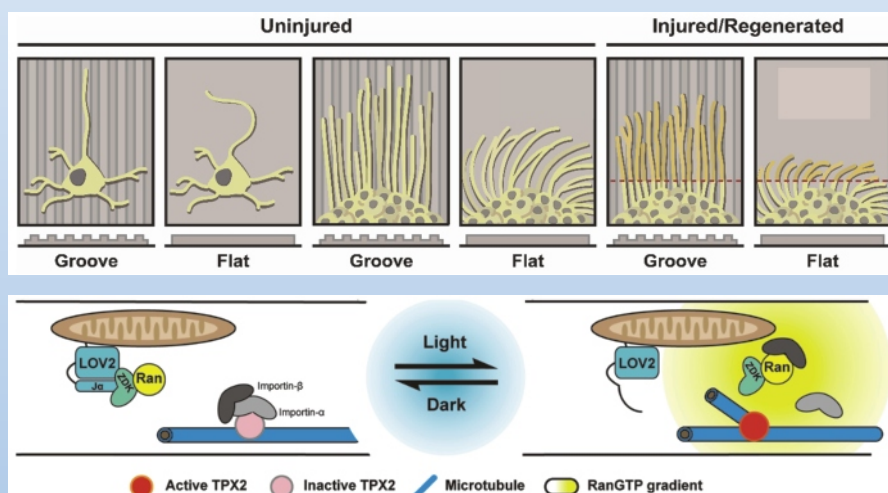 Uninjured
Injured/Regenerated
Groove
Flat
Groove
Flat
Groove
Flat
LOV2
Jα
ZDK
Ran
Importin-β
Importin-α
Light
Dark
LOV2
ZDK
Ran
Active TPX2
Inactive TPX2
Microtubule
RanGTP gradient